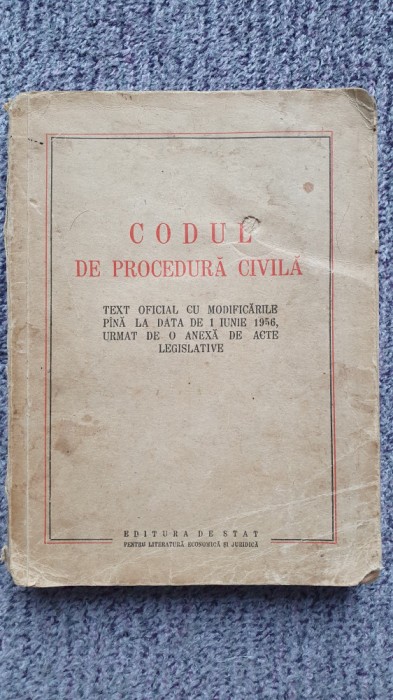 CODUL
DE PROCEDURĂ CIVILĂ
TEXT OFICIAL CU MODIFICĂRILE
PÎNĂ LA DATA DE 1 IUNIE 1956,
URMAT DE O ANEXĂ DE ACTE
LEGISLATIVE
EDITURA DE STAT
PENTRU LITERATURĂ ECONOMICĂ ȘI JURIDICĂ